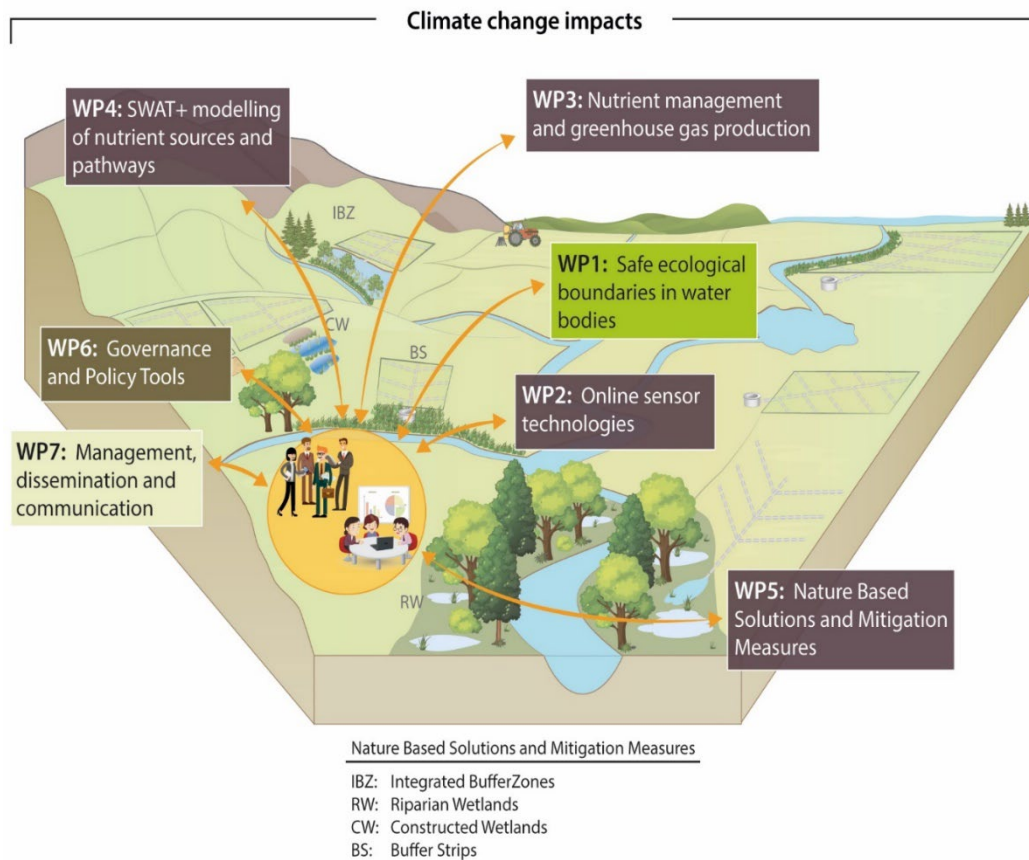 Climate change impacts
WP4: SWAT+ modelling
of nutrient sources and
pathways
WP3: Nutrient management
and greenhouse gas production
IBZ
WP1: Safe ecological
boundaries in water
bodies
CW
WP6: Governance
and Policy Tools
BS
WP2: Online sensor
technologies
WP7: Management,
dissemination and
communication
RW
WP5: Nature Based
Solutions and Mitigation
Measures
Nature Based Solutions and Mitigation Measures
IBZ: Integrated BufferZones
RW: Riparian Wetlands
CW: Constructed Wetlands
BS: Buffer Strips